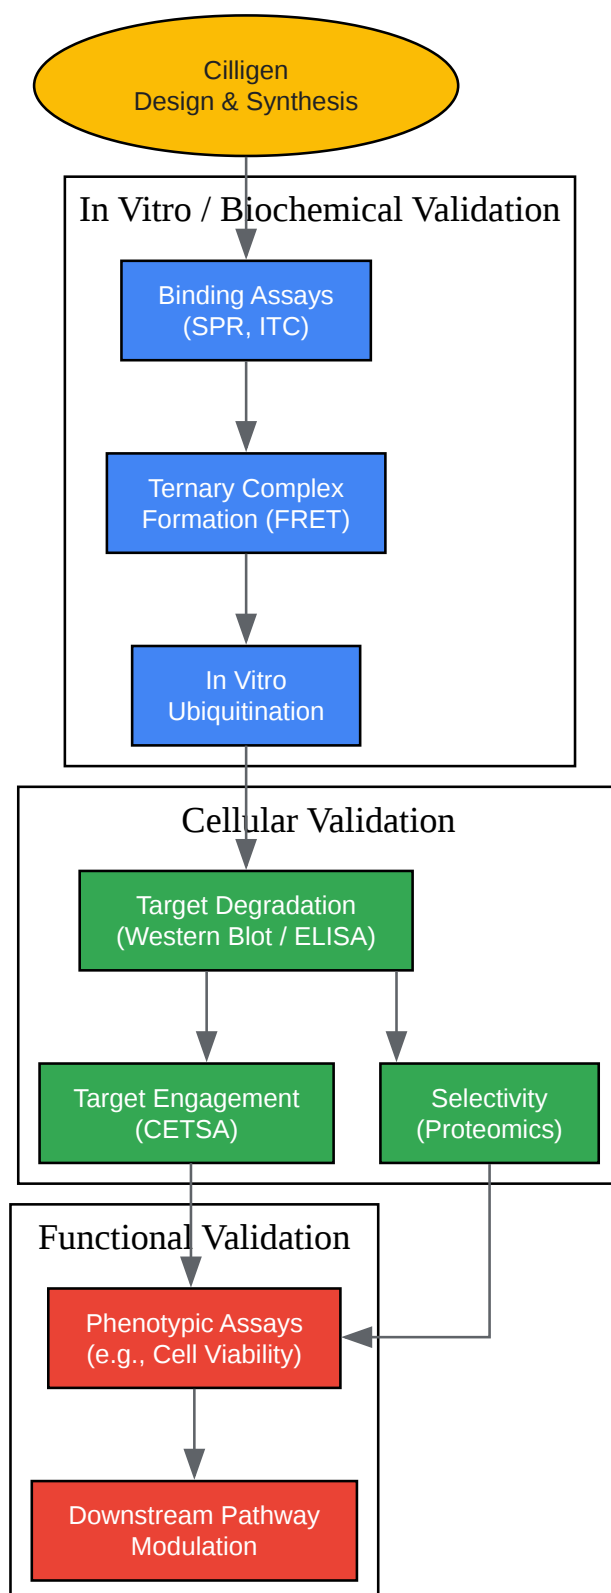 Cilligen
Design & Synthesis
In Vitro / Biochemical Validation
Binding Assays
(SPR, ITC)
Ternary Complex
Formation (FRET)
In Vitro
Ubiquitination
Cellular Validation
Target Degradation
(Western Blot / ELISA)
Target Engagement
(CETSA)
Selectivity
(Proteomics)
Functional Validation
Phenotypic Assays
(e.g., Cell Viability)
Downstream Pathway
Modulation